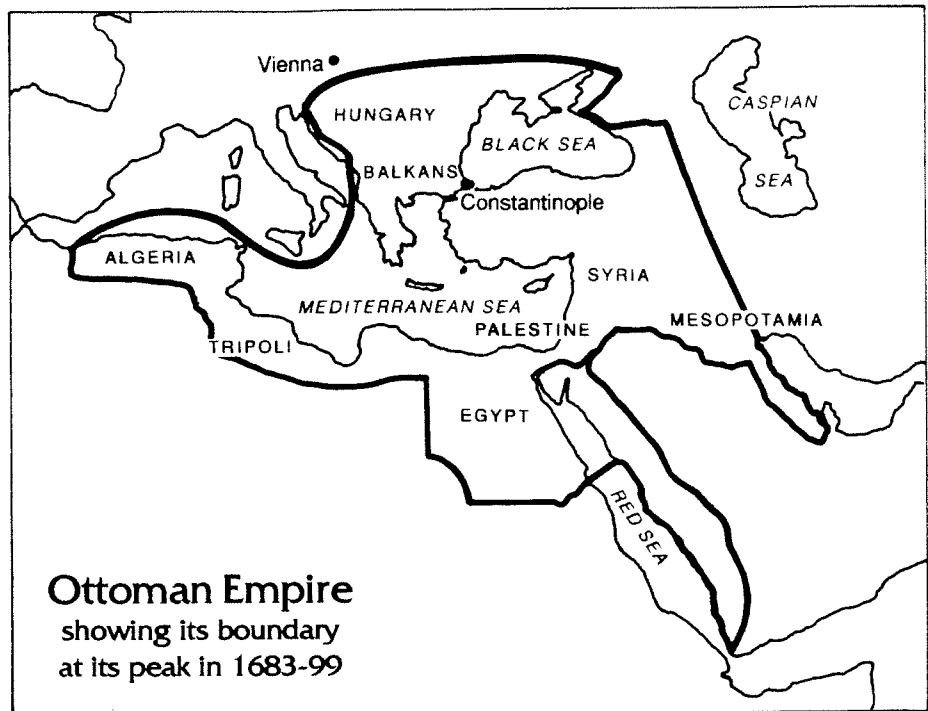 Vienna
HUNGARY
CASPIAN
SEA
BLACK SEA
BALKANS
Constantinople
ALGERIA
SYRIA
MEDITERRANEAN SEA
PALESTINE
MESOPOTAMIA
TRIPOLI
EGYPT
RED SEA
Ottoman Empire
showing its boundary
at its peak in 1683-99